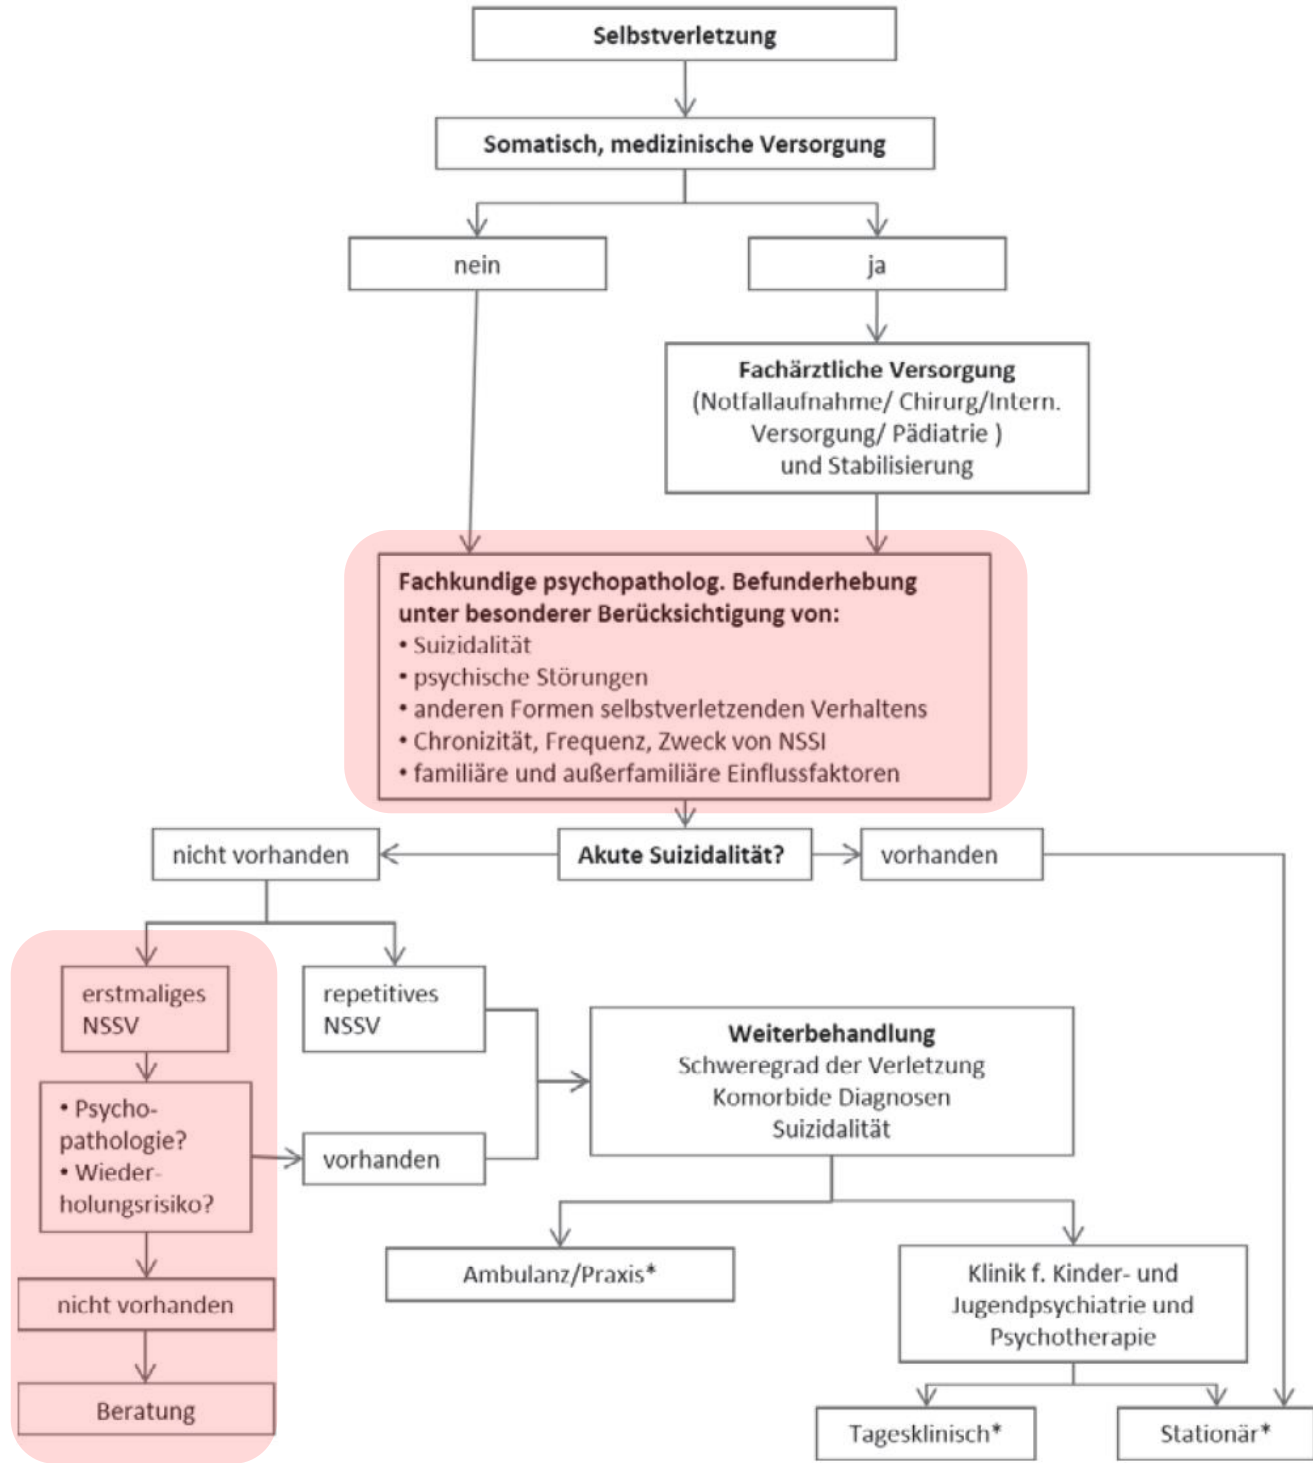 Selbstverletzung
Somatisch, medizinische Versorgung
nein
ja
Fachärztliche Versorgung
(Notfallaufnahme/ Chirurg/Intern.
Versorgung/ Pädiatrie )
und Stabilisierung
Fachkundige psychopatholog. Befunderhebung
unter besonderer Berücksichtigung von:
• Suizidalität
• psychische Störungen
• anderen Formen selbstverletzenden Verhaltens
• Chronizität, Frequenz, Zweck von NSSI
• familiäre und außerfamiliäre Einflussfaktoren
nicht vorhanden
Akute Suizidalität?
vorhanden
erstmaliges
NSSV
repetitives
NSSV
Weiterbehandlung
Schweregrad der Verletzung
Komorbide Diagnosen
Suizidalität
• Psycho-
pathologie?
• Wieder-
holungsrisiko?
vorhanden
nicht vorhanden
Beratung
Ambulanz/Praxis*
Klinik f. Kinder- und
Jugendpsychiatrie und
Psychotherapie
Tagesklinisch*
Stationär*